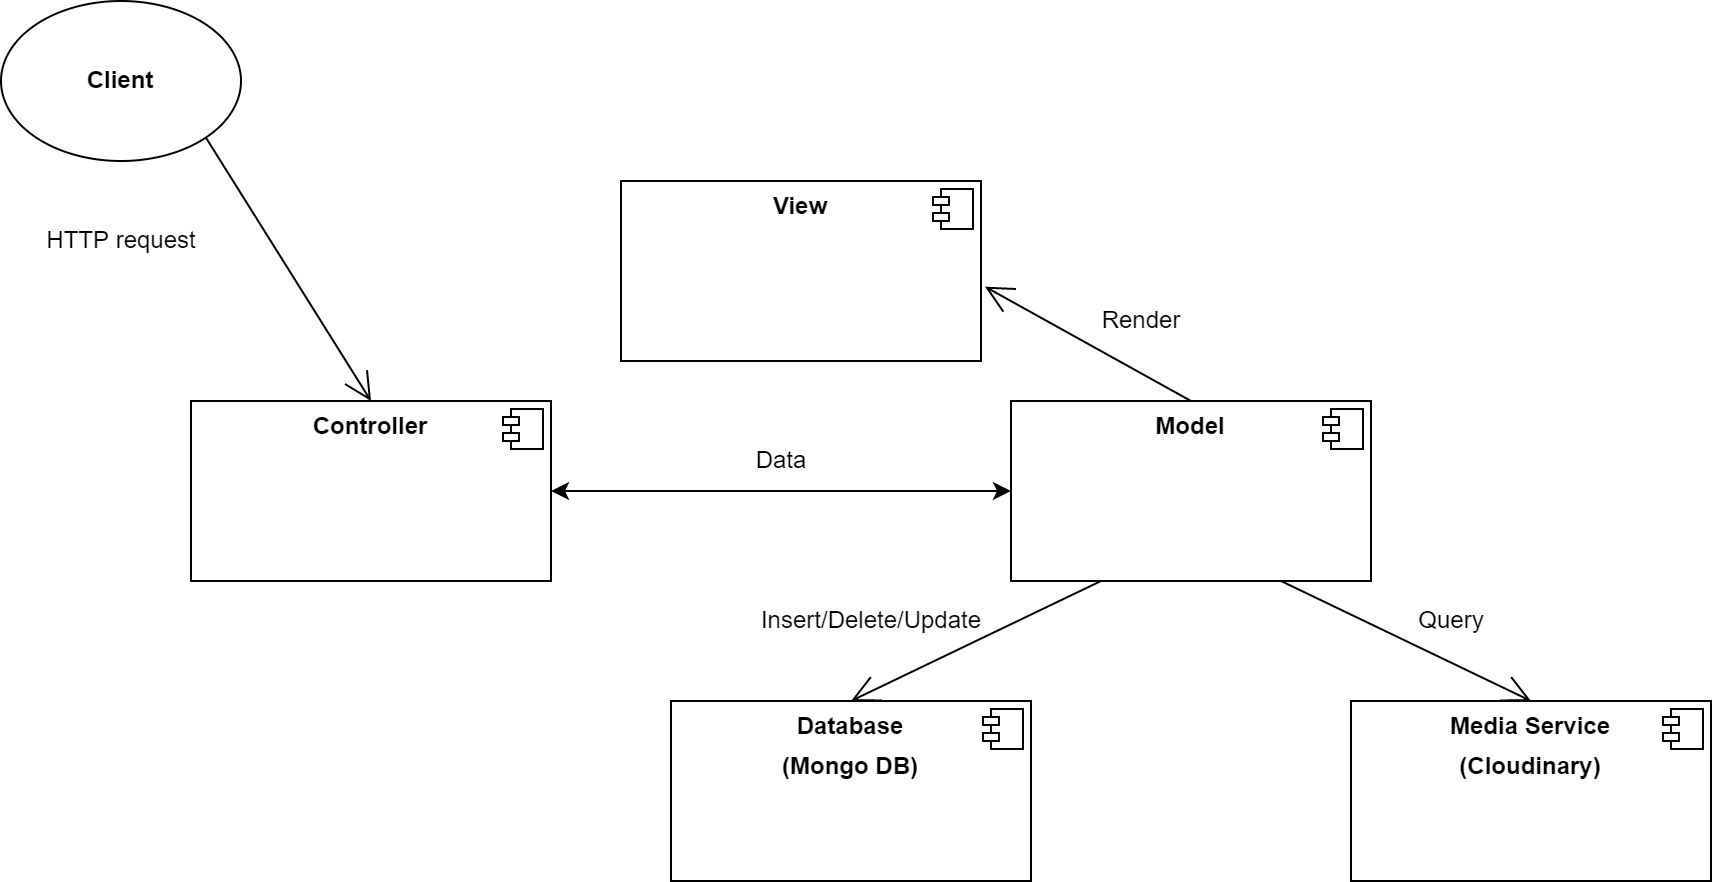 Client
HTTP request
View
Render
Controller
Data
Model
Insert/Delete/Update
Query
Database
(Mongo DB)
Media Service
(Cloudinary)